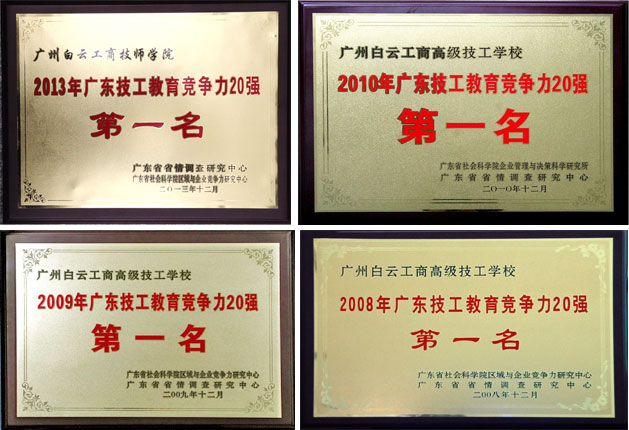 广州白云工商技师学院
2013年广东技工教育竞争力20强
第一名
广东省省情调查研究中心
广东省社会科学院区域与企业竞争力研究中心
二〇一三年十二月
广州白云工商高级技工学校
2010年广东技工教育竞争力20强
第一名
广东省社会科学院企业管理与决策科学研究所
广东省省情调查研究中心
二〇一〇年十二月
广州白云工商高级技工学校
2009年广东技工教育竞争力20强
第一名
广东省社会科学院区域与企业竞争力研究中心
广东省省情调查研究中心
二〇〇九年十二月
广州白云工商高级技工学校
2008年广东技工教育竞争力20强
第一名
广东省社会科学院区域与企业竞争力研究中心
广东省省情调查研究中心
二〇〇八年十二月